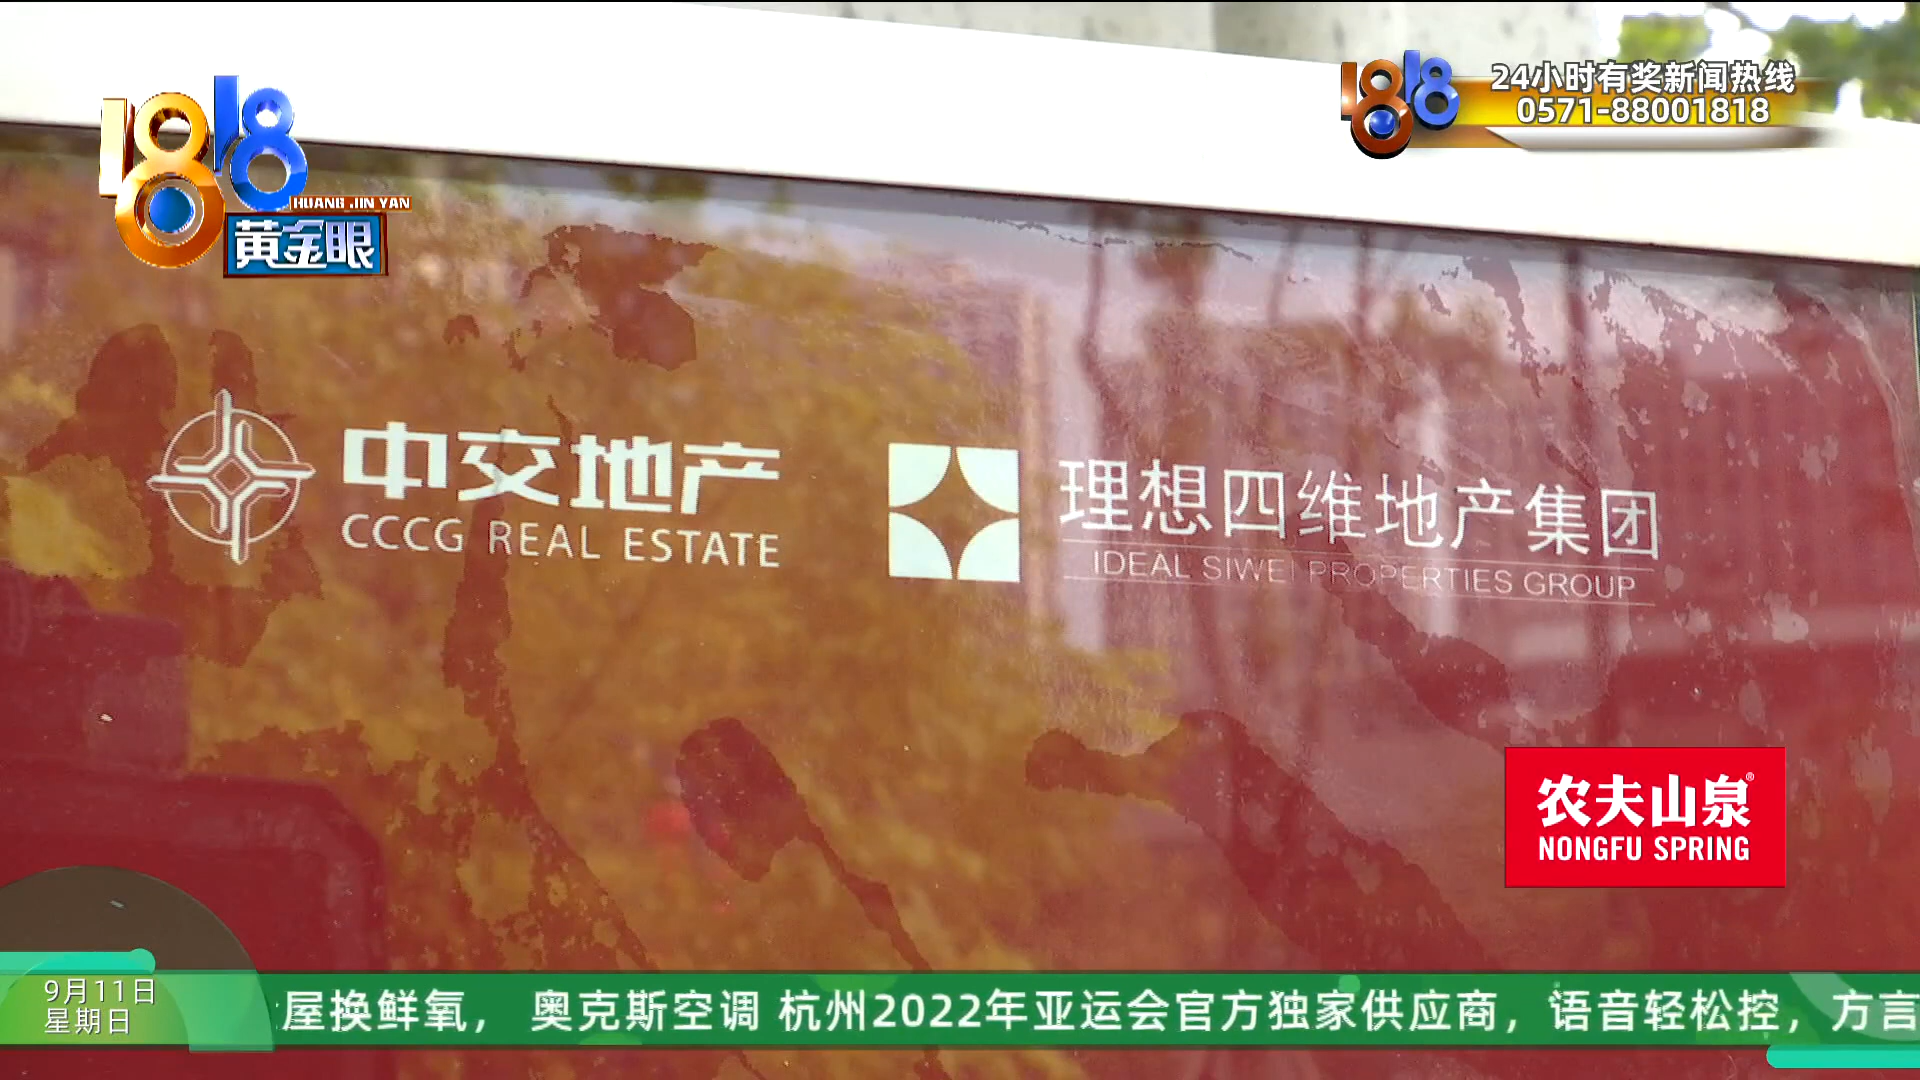 1818
HUANG JIN YAN
黄金眼
1818
24小时有奖新闻热线
0571-88001818
中交地产
CCCG REAL ESTATE
理想四维地产集团
IDEAL SIWEI PROPERTIES GROUP
农夫山泉®
NONGFU SPRING
9月11日
星期日
屋换鲜氧， 奥克斯空调 杭州2022年亚运会官方独家供应商，语音轻松控，方言